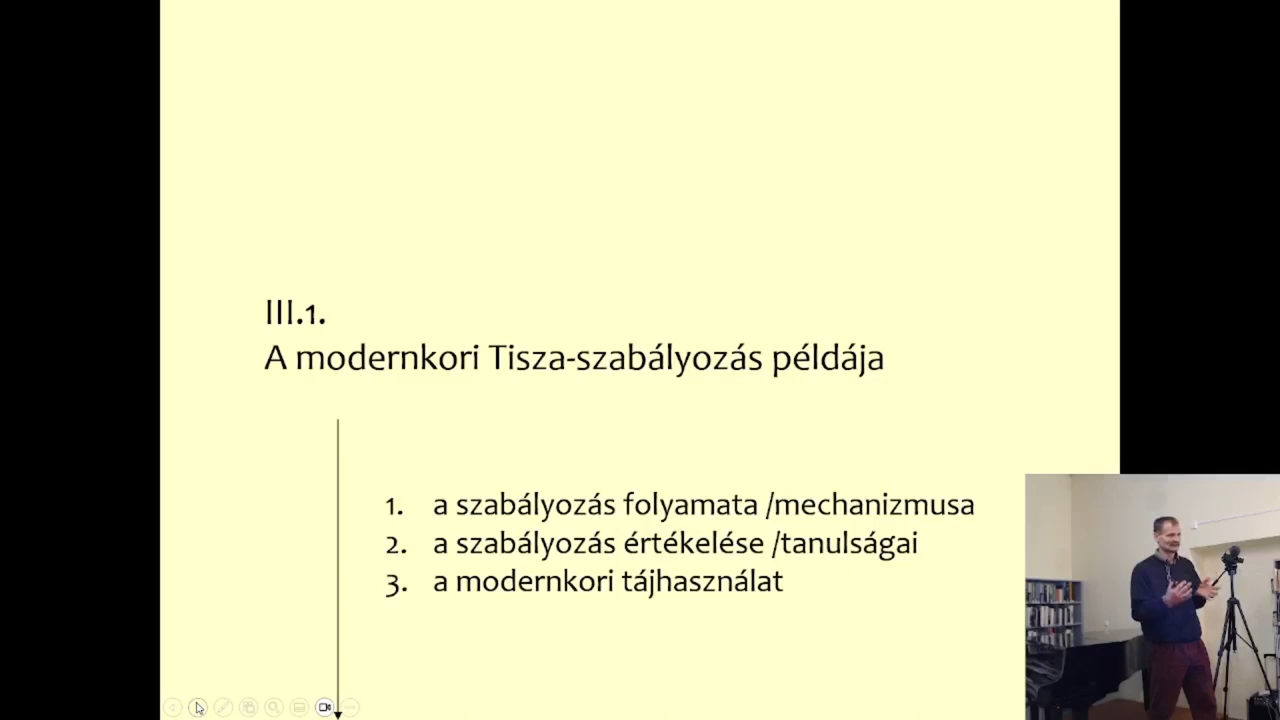 III.1.
A modernkori Tisza-szabályozás példája
1. a szabályozás folyamata /mechanizmusa
2. a szabályozás értékelése /tanulságai
3. a modernkori tájhasználat